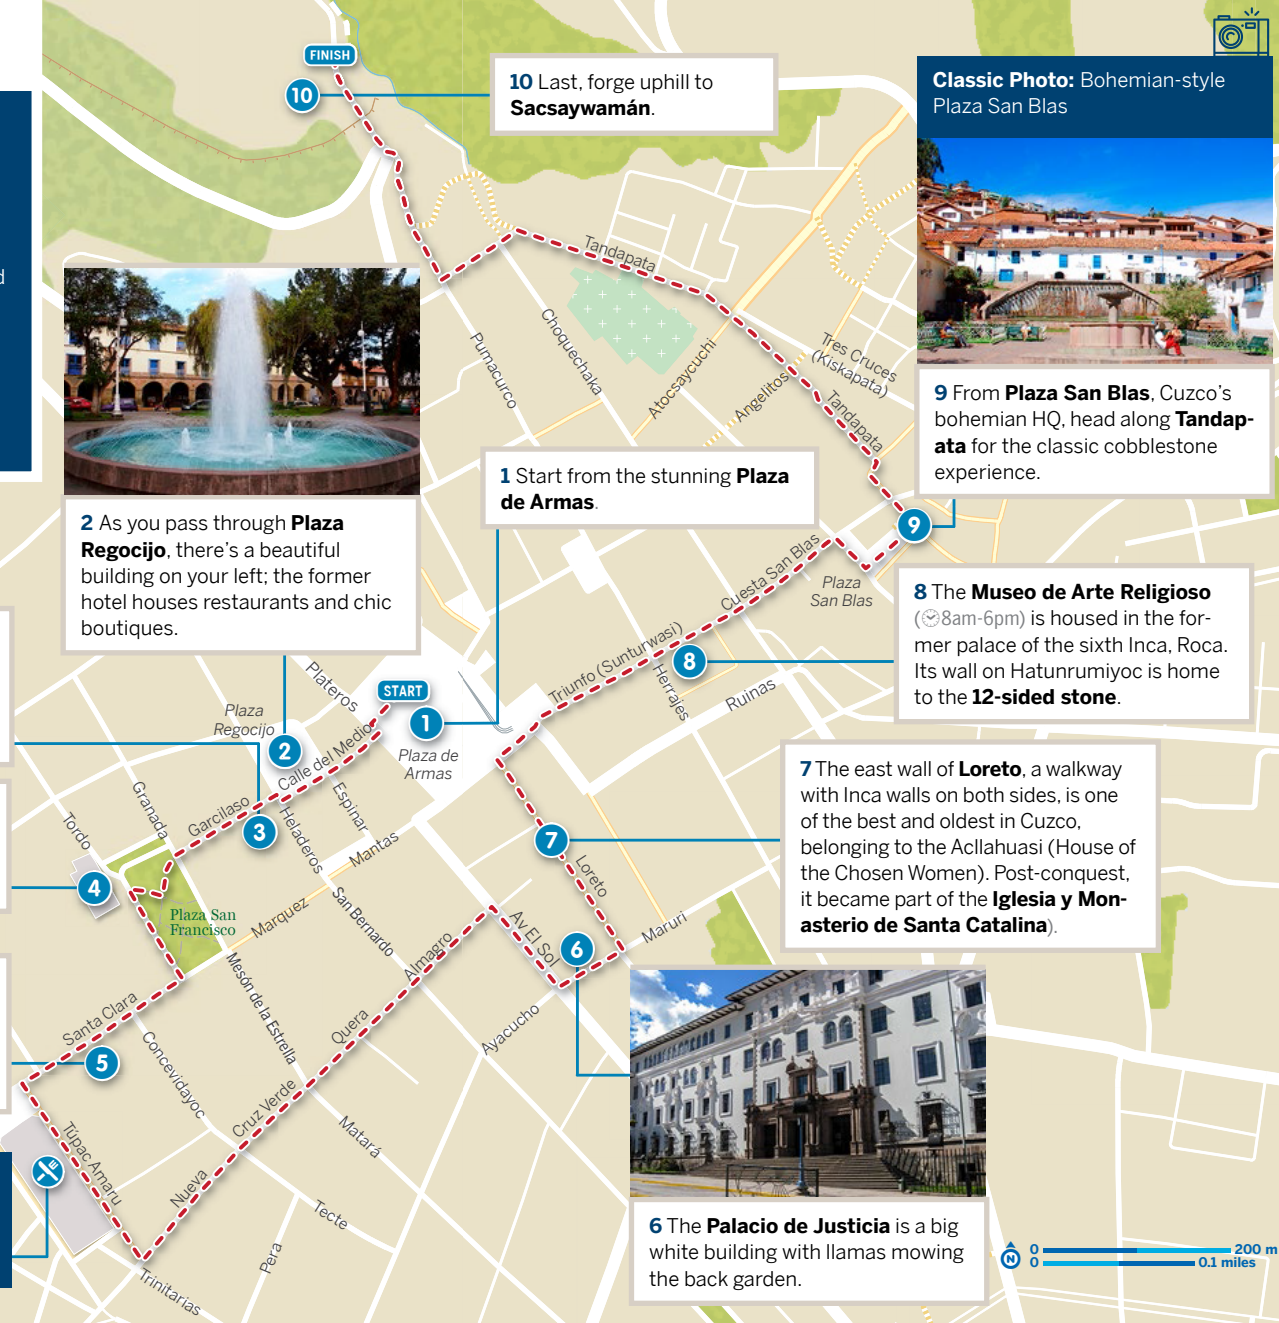 FINISH
10
10 Last, forge uphill to
Sacsaywamán.
Classic Photo: Bohemian-style
Plaza San Blas
d
Tandapata
Choquechaka
Pumacurco
Atocsaycuchi
Angelitos
Tres Cruces
(Kiskapata)
Tandapata
9 From Plaza San Blas, Cuzco's
bohemian HQ, head along Tandap-
ata for the classic cobblestone
experience.
1 Start from the stunning Plaza
de Armas.
2 As you pass through Plaza
Regocijo, there's a beautiful
building on your left; the former
hotel houses restaurants and chic
boutiques.
9
Cuesta San Blas
Plaza
San Blas
8 The Museo de Arte Religioso
(8am-6pm) is housed in the for-
mer palace of the sixth Inca, Roca.
Its wall on Hatunrumiyoc is home
to the 12-sided stone.
Triunfo (Sunturwasi)
8
Herrajes
Ruinas
Plateros
START
1
Plaza
Regocijo
2
Calle del Medio
Plaza de
Armas
7 The east wall of Loreto, a walkway
with Inca walls on both sides, is one
of the best and oldest in Cuzco,
belonging to the Acllahuasi (House of
the Chosen Women). Post-conquest,
it became part of the Iglesia y Mon-
asterio de Santa Catalina).
Granada
Garcilaso
3
Espinar
Heladeros
Mantas
Tordo
7
Loreto
4
Plaza San
Francisco
Marquez
San Bernardo
Av El Sol
Maruri
6
Almagro
Mesón de la Estrella
Santa Clara
Quera
Ayacucho
5
Concevidayoc
Cruz Verde
Matará
Túpac Amaru
Nueva
Tecte
Pera
Trinitarias
6 The Palacio de Justicia is a big
white building with llamas mowing
the back garden.
N
0 200 m
0 0.1 miles